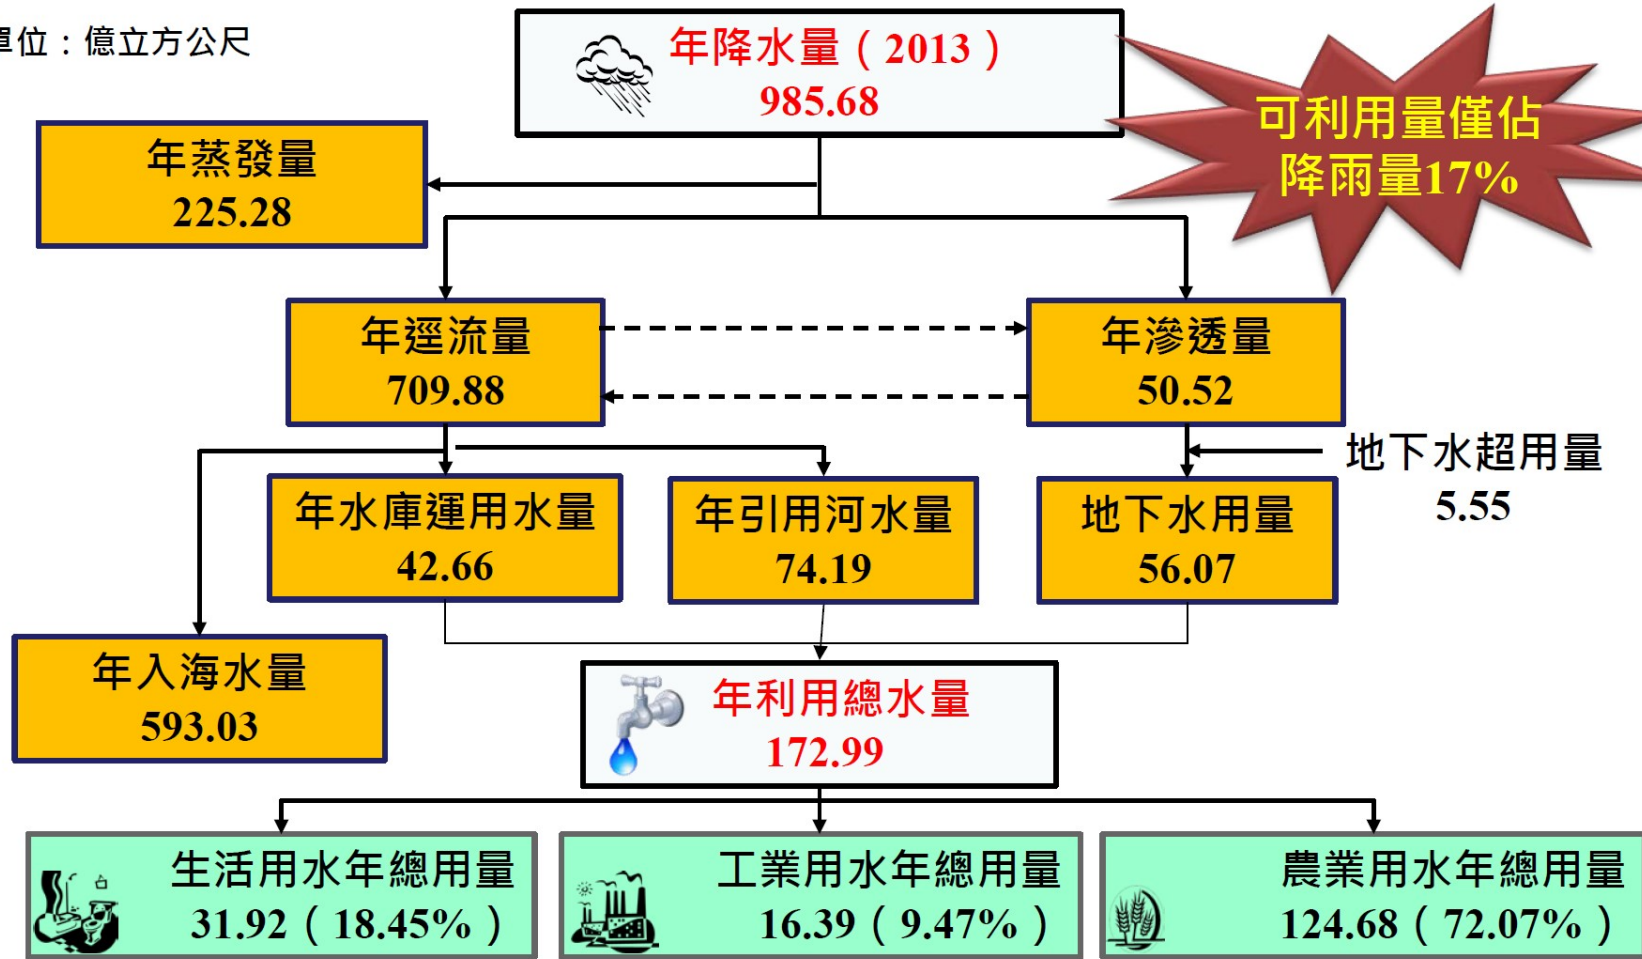 單位：億立方公尺
年降水量（2013）
985.68
可利用量僅佔
降雨量17%
年蒸發量
225.28
年逕流量
709.88
年滲透量
50.52
地下水超用量
5.55
年水庫運用水量
42.66
年引用河水量
74.19
地下水用量
56.07
年入海水量
593.03
年利用總水量
172.99
生活用水年總用量
31.92（18.45%）
工業用水年總用量
16.39（9.47%）
農業用水年總用量
124.68（72.07%）